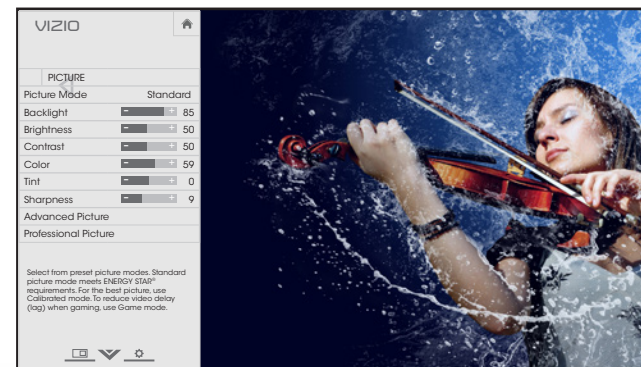 VIZIO
PICTURE
Picture Mode Standard
Backlight - + 85
Brightness - + 50
Contrast - + 50
Color - + 59
Tint - + 0
Sharpness - + 9
Advanced Picture
Professional Picture
Select from preset picture modes. Standard
picture mode meets ENERGY STAR®
requirements. For the best picture, use
Calibrated mode. To reduce video delay
(lag) when gaming, use Game mode.